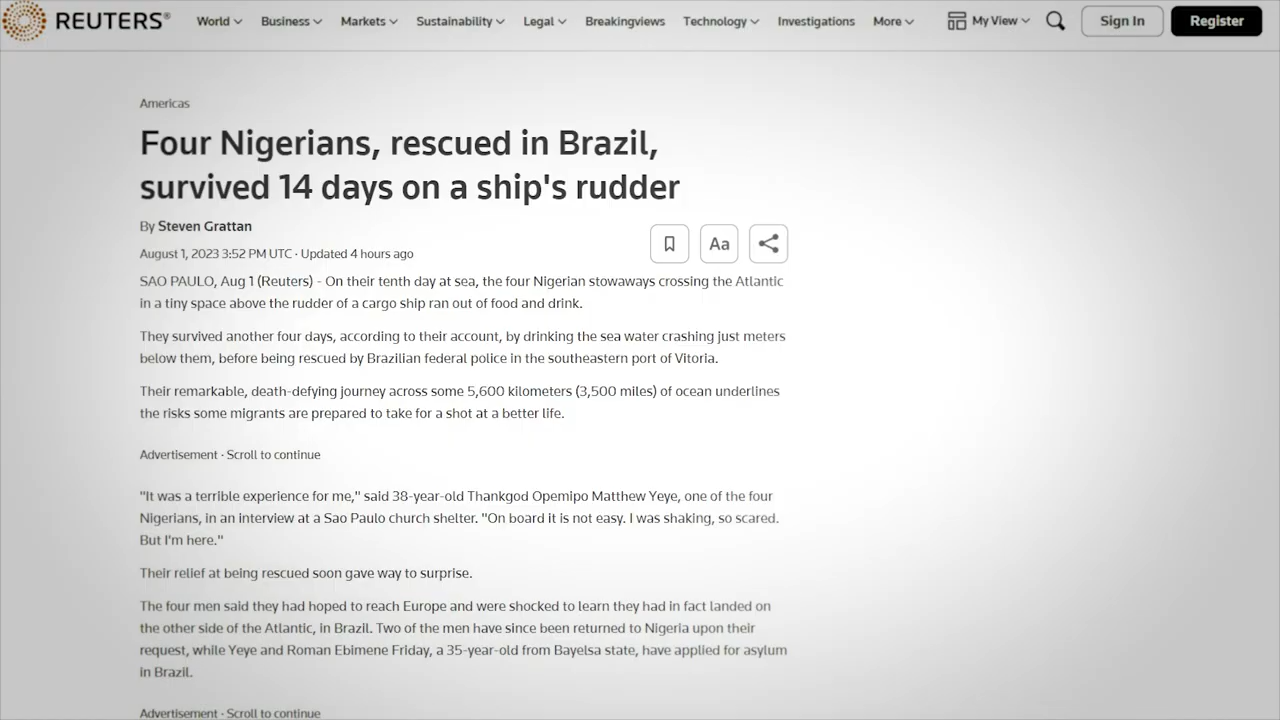 REUTERS®
World Business Markets Sustainability Legal Breakingviews Technology Investigations More My View Sign In Register
Americas
Four Nigerians, rescued in Brazil,
survived 14 days on a ship's rudder
By Steven Grattan
Aa
August 1, 2023 3:52 PM UTC · Updated 4 hours ago
SAO PAULO, Aug 1 (Reuters) - On their tenth day at sea, the four Nigerian stowaways crossing the Atlantic
in a tiny space above the rudder of a cargo ship ran out of food and drink.
They survived another four days, according to their account, by drinking the sea water crashing just meters
below them, before being rescued by Brazilian federal police in the southeastern port of Vitoria.
Their remarkable, death-defying journey across some 5,600 kilometers (3,500 miles) of ocean underlines
the risks some migrants are prepared to take for a shot at a better life.
Advertisement · Scroll to continue
"It was a terrible experience for me," said 38-year-old Thankgod Opemipo Matthew Yeye, one of the four
Nigerians, in an interview at a Sao Paulo church shelter. "On board it is not easy. I was shaking, so scared.
But I'm here."
Their relief at being rescued soon gave way to surprise.
The four men said they had hoped to reach Europe and were shocked to learn they had in fact landed on
the other side of the Atlantic, in Brazil. Two of the men have since been returned to Nigeria upon their
request, while Yeye and Roman Ebimene Friday, a 35-year-old from Bayelsa state, have applied for asylum
in Brazil.
Advertisement · Scroll to continue